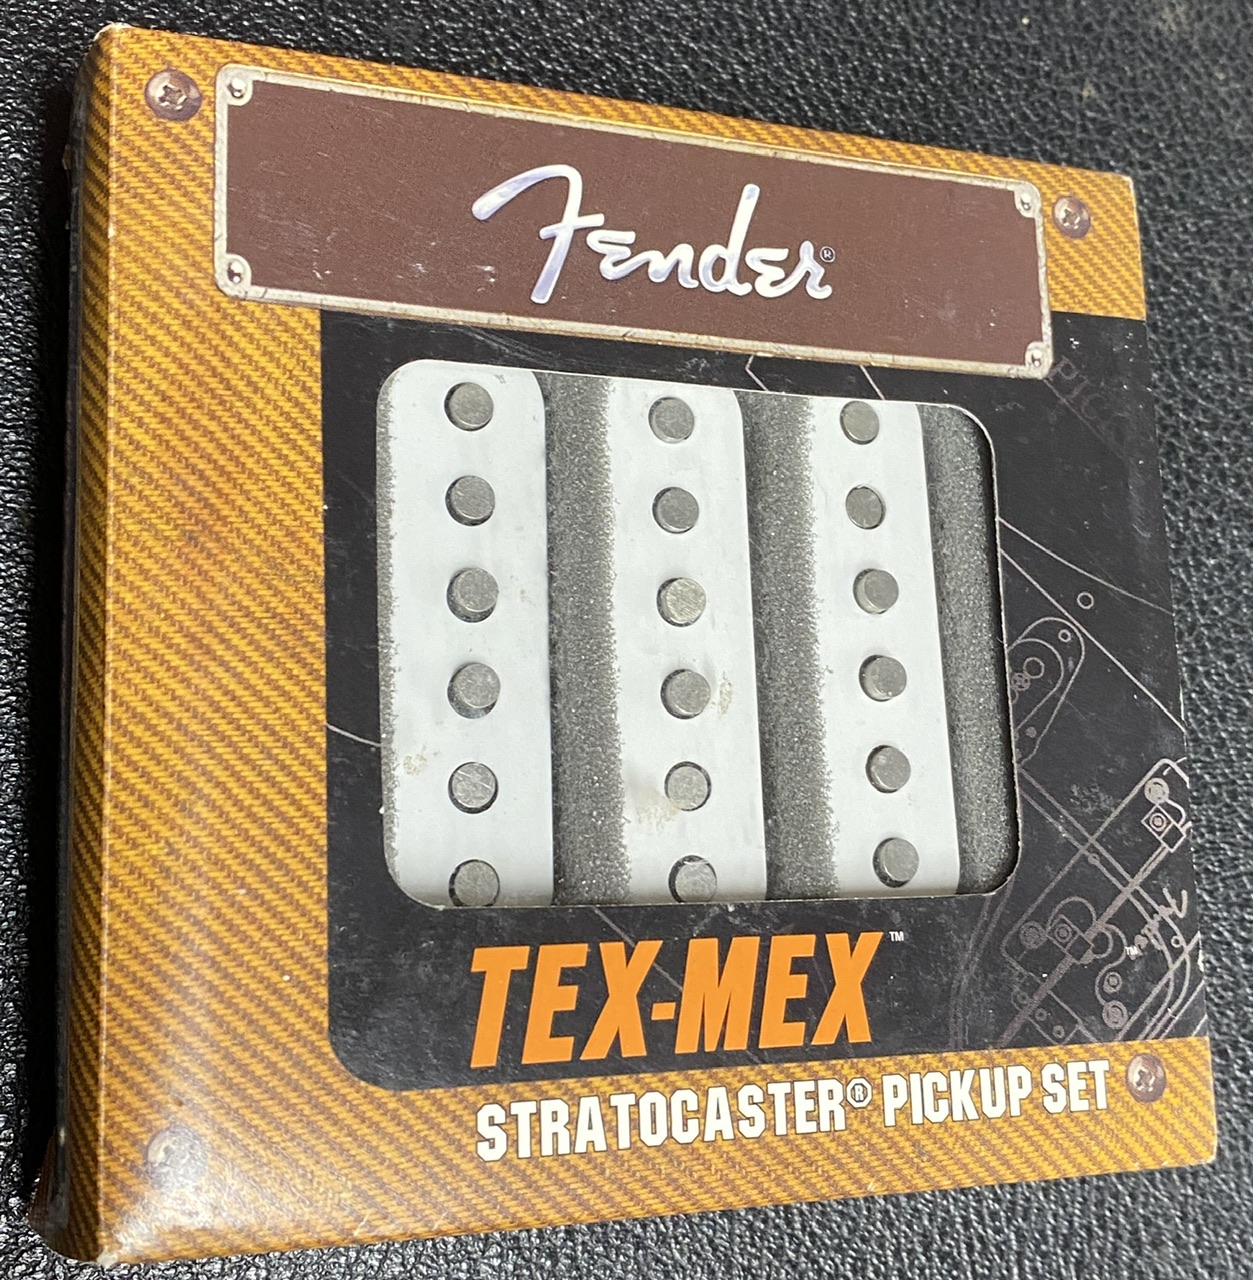 Fender®
TEX-MEX™
STRATOCASTER® PICKUP SET